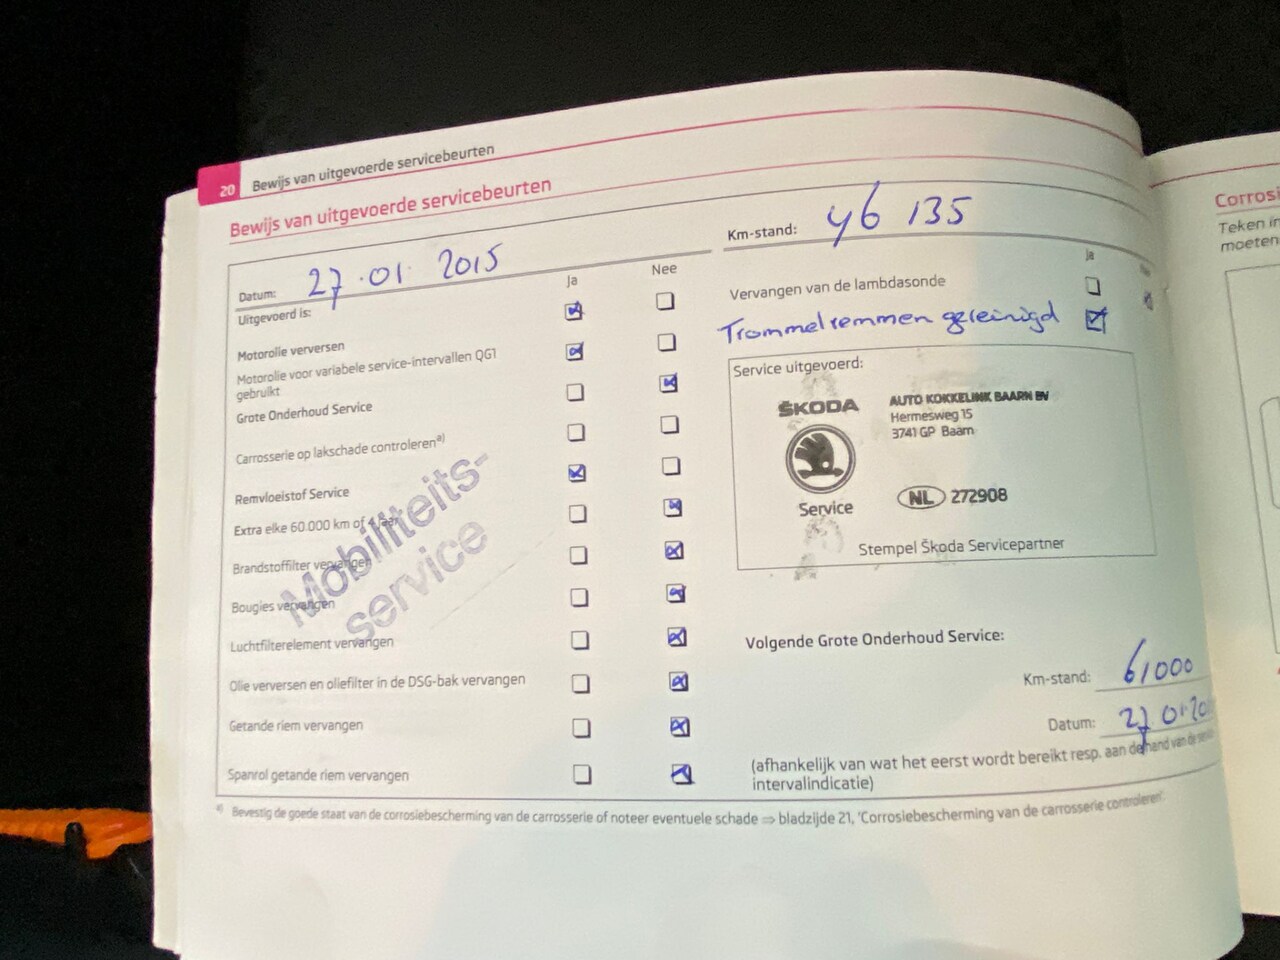 20 Bewijs van uitgevoerde servicebeurten
Bewijs van uitgevoerde servicebeurten
Datum: 27.01.2015
Uitgevoerd is:
Ja
Nee
Motorolie verversen
Motorolie voor variabele service-intervallen QG1
gebruikt
Grote Onderhoud Service
Carrosserie op lakschade controleren a)
Remvloeistof Service
Extra elke 60.000 km of 4 jaar
Brandstoffilter vervangen
Bougies vervangen
Luchtfilterelement vervangen
Olie verversen en oliefilter in de DSG-bak vervangen
Getande riem vervangen
Spanrol getande riem vervangen
Mobiliteits-
service
Km-stand: 46 135
Ja
Vervangen van de lambdasonde
Trommelremmen gereinigd
Service uitgevoerd:
ŠKODA
Service
AUTO KOKKELINK BAARN BV
Hermesweg 15
3741 GP Baarn
NL 272908
Stempel Škoda Servicepartner
Volgende Grote Onderhoud Service:
Km-stand: 61000
Datum: 27.01.20
(afhankelijk van wat het eerst wordt bereikt resp. aan de hand van de
intervalindicatie)
a) Bevestig de goede staat van de corrosiebescherming van de carrosserie of noteer eventuele schade ⇒ bladzijde 21, 'Corrosiebescherming van de carrosserie controleren'.
Corrosi
Teken in
moeten